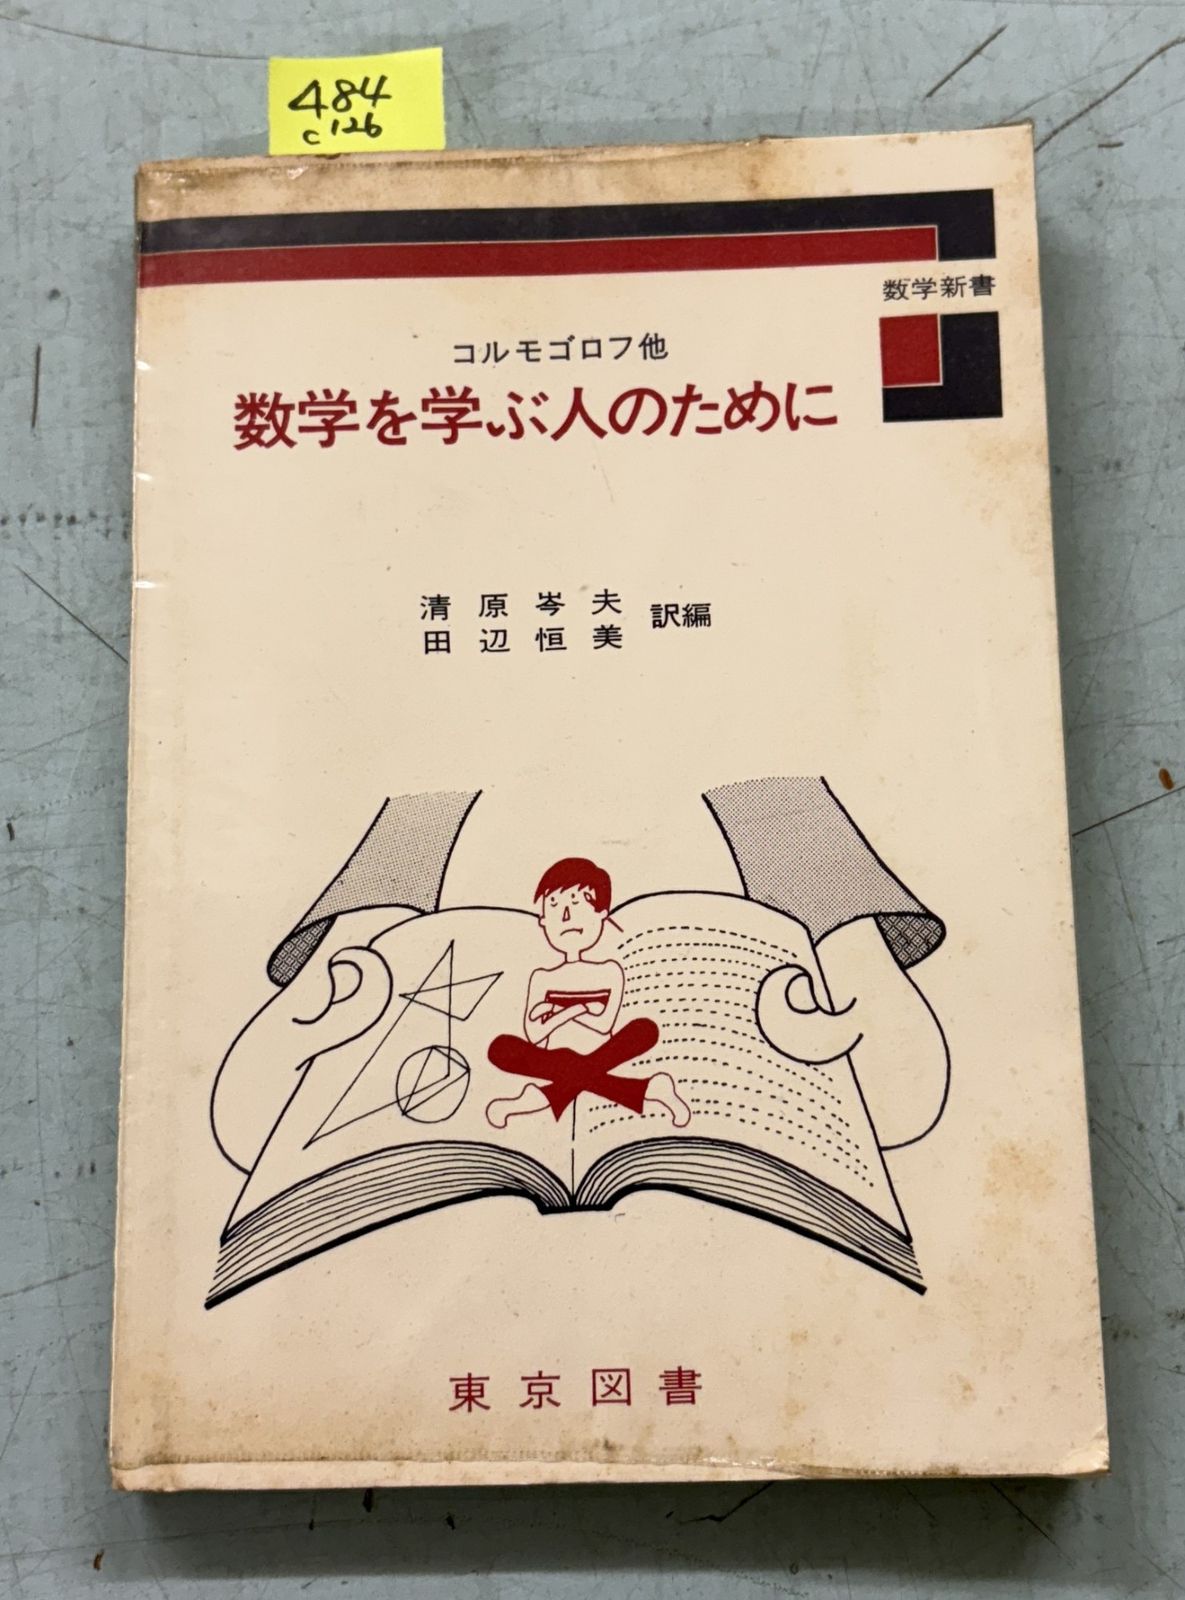 484
C126
数学新書
コルモゴロフ他
数学を学ぶ人のために
清原岑夫
田辺恒美 訳編
東京図書